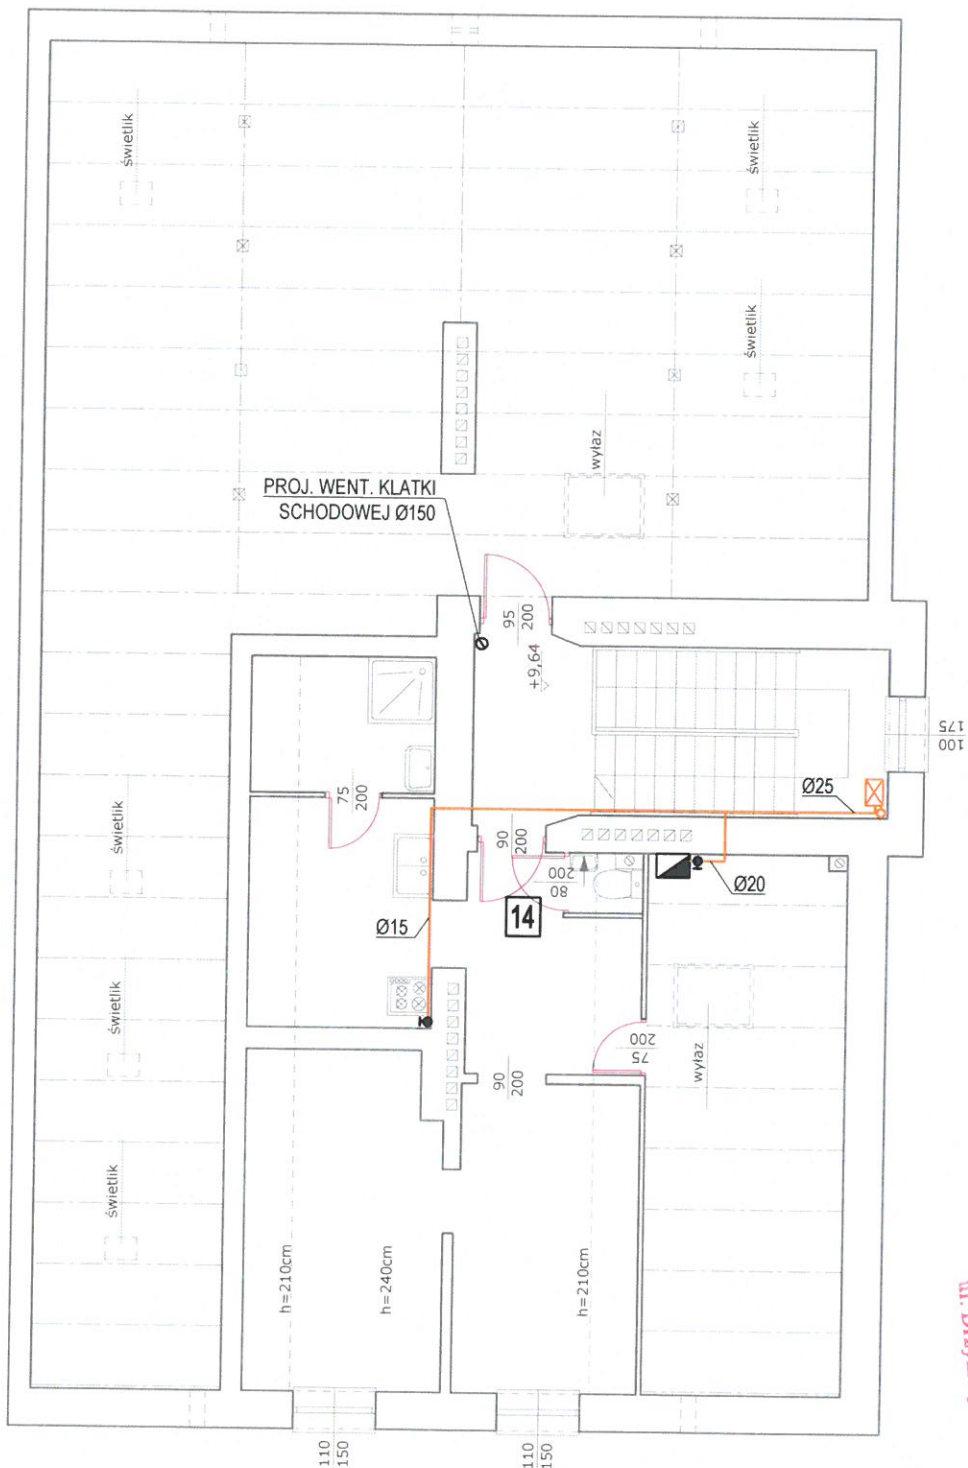 świetlik
świetlik
świetlik
wyłaz
PROJ. WENT. KLATKI
SCHODOWEJ Ø150
95
200
+9,64
75
200
175
100
Ø25
świetlik
90
200
80
200
Ø20
14
Ø15
świetlik
75
200
wyłaz
90
200
świetlik
h=210cm
h=240cm
h=210cm
110
150
110
150